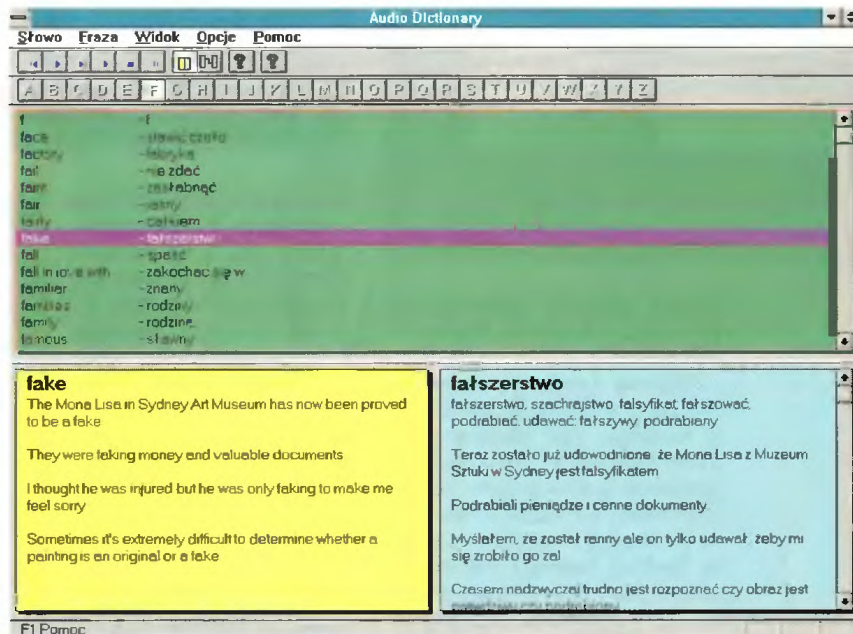 Audio Dictionary
Słowo Fraza Widok Opcje Pomoc
A B C D E F G H I J K L M N O P Q R S T U V W X Y Z
f - f
face - stawić czoła
factory - fabryka
fail - nie zdać
faint - zasłabnąć
fair - jasny
fairly - całkiem
fake - fałszerstwo
fall - spaść
fall in love with - zakochać się w
familiar - znany
families - rodziny
family - rodzina
famous - sławny
fake
The Mona Lisa in Sydney Art Museum has now been proved
to be a fake
They were faking money and valuable documents
I thought he was injured but he was only faking to make me
feel sorry
Sometimes it's extremely difficult to determine whether a
painting is an original or a fake
fałszerstwo
fałszerstwo, szachrajstwo, falsyfikat, fałszować,
podrabiać, udawać; fałszywy, podrabiany
Teraz zostało już udowodnione, że Mona Lisa z Muzeum
Sztuki w Sydney jest falsyfikatem
Podrabiali pieniądze i cenne dokumenty
Myślałem, że został ranny ale on tylko udawał, żeby mi
się zrobiło go żal
Czasem nadzwyczaj trudno jest rozpoznać czy obraz jest
F1 Pomoc